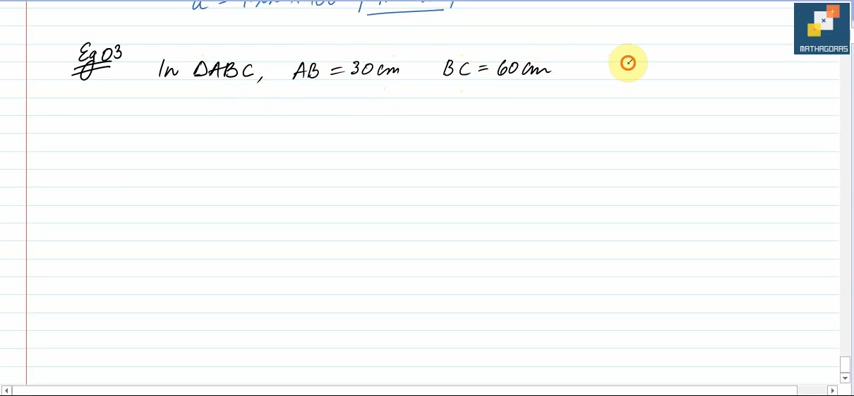 MATHAGORAS
Eg 03 In ΔABC, AB = 30 cm BC = 60 cm